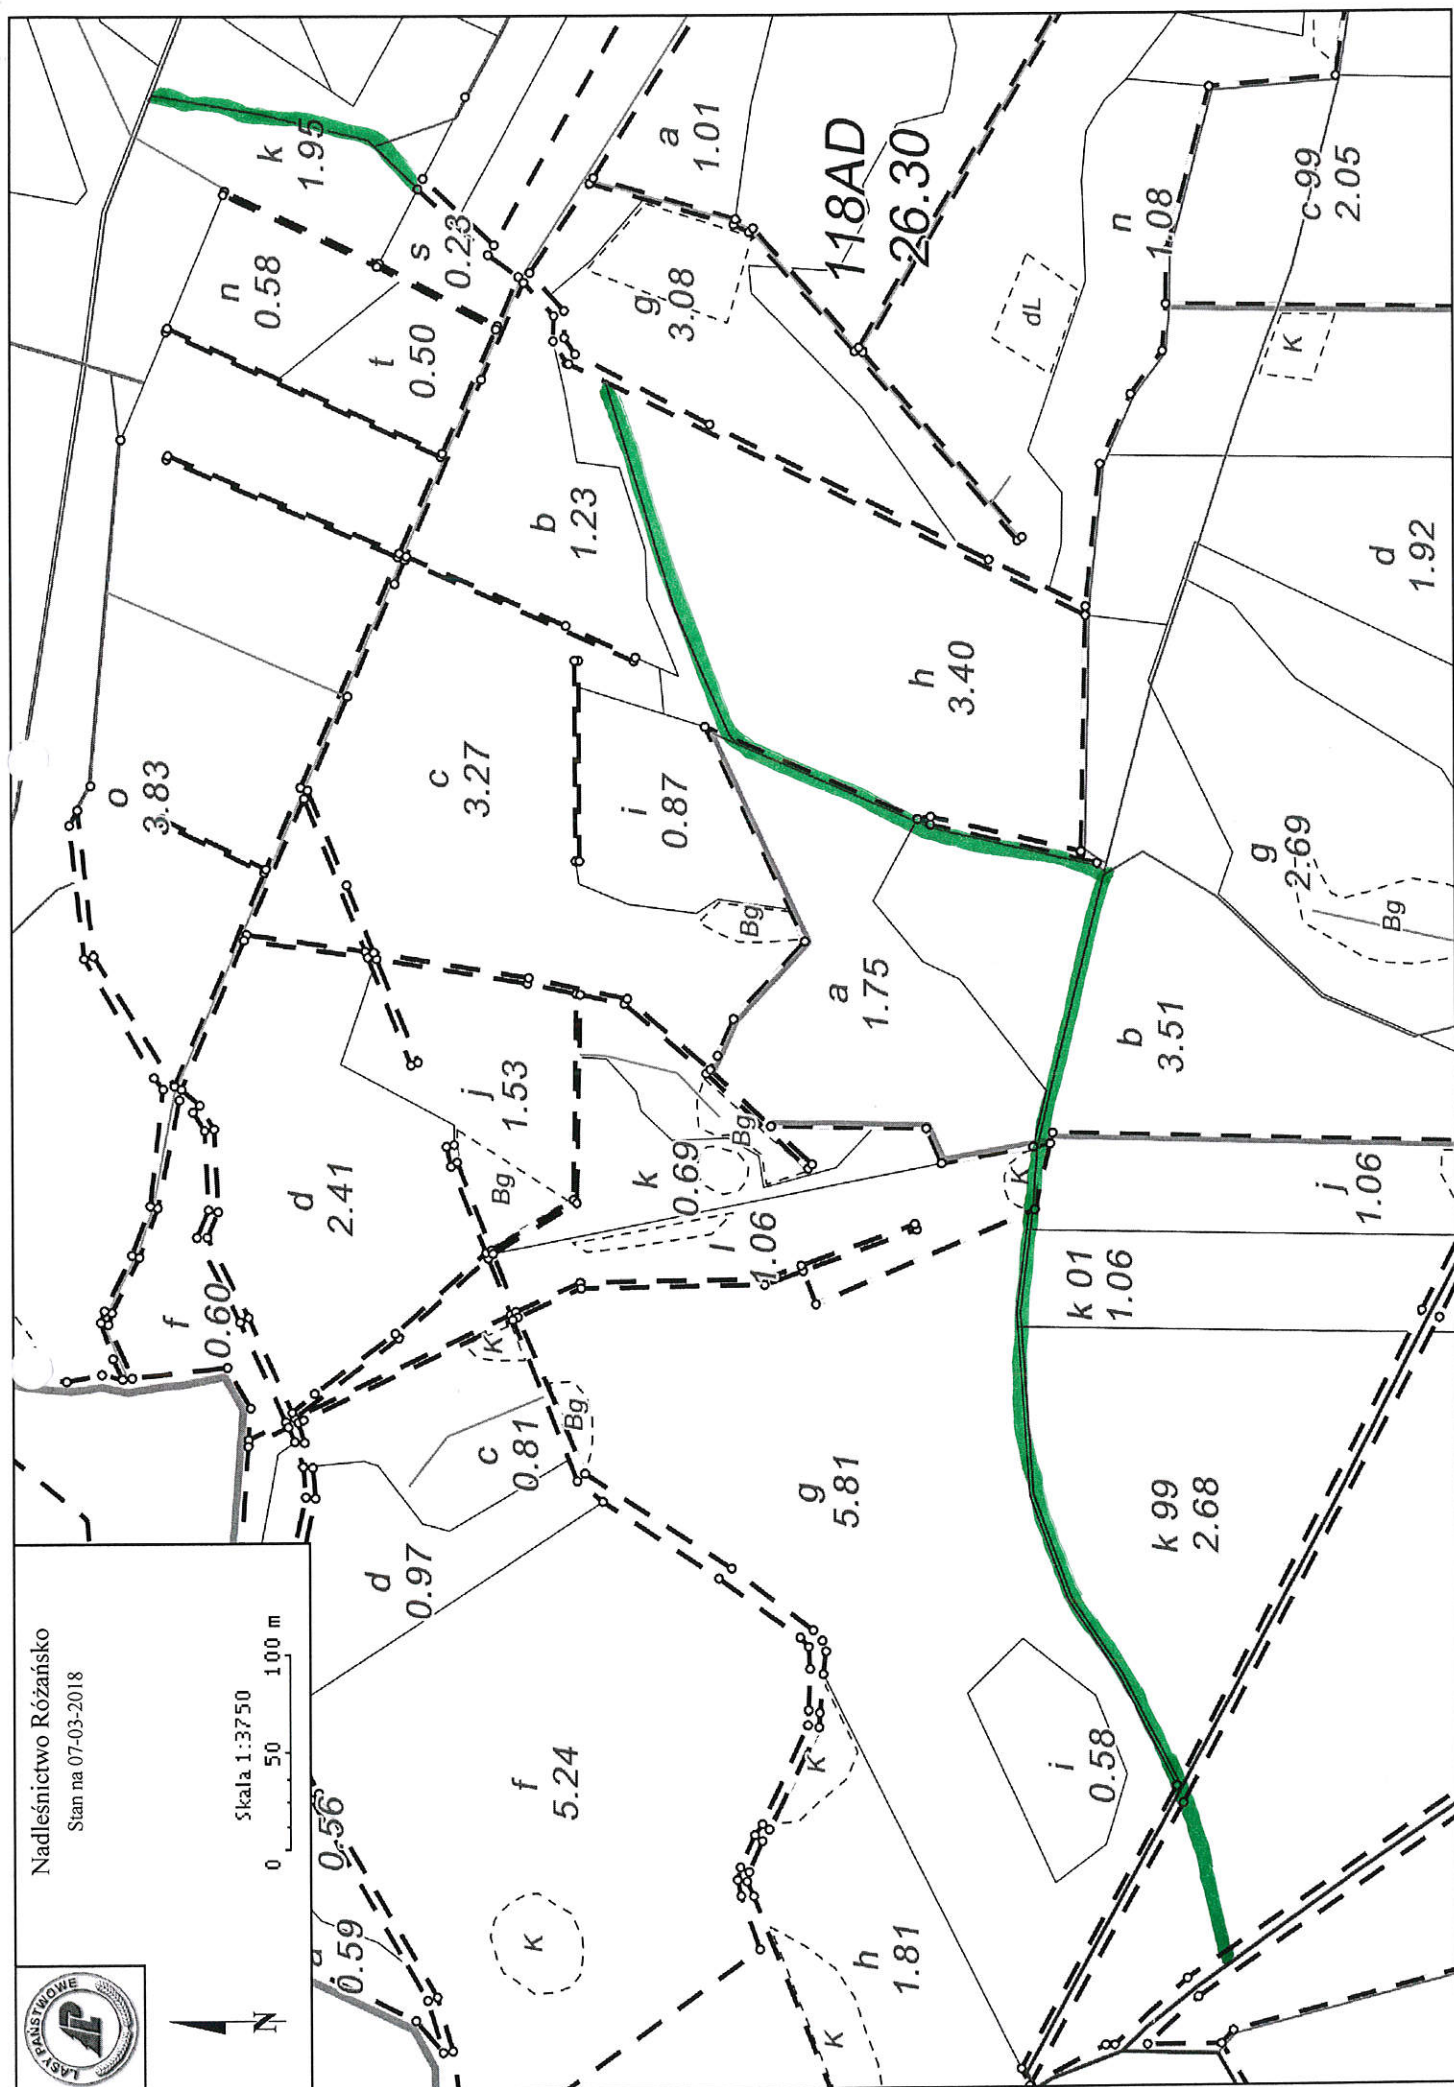 Nadleśnictwo Różańsko
Stan na 07-03-2018
Skala 1:3750
0 50 100 m
LASY PAŃSTWOWE
N
k
1.95
n
0.58
s
0.23
t
0.50
a
1.01
g
3.08
118AD
26.30
dL
n
1.08
c 99
2.05
K
b
1.23
d
1.92
h
3.40
o
3.83
c
3.27
i
0.87
Bg
g
2.69
Bg
a
1.75
b
3.51
j
1.53
d
2.41
Bg
k
0.69
Bg
l
1.06
K
j
1.06
k 01
1.06
f
0.60
K
c
0.81
Bg
g
5.81
k 99
2.68
d
0.97
f
5.24
K
i
0.58
0.56
0.59
K
h
1.81
K